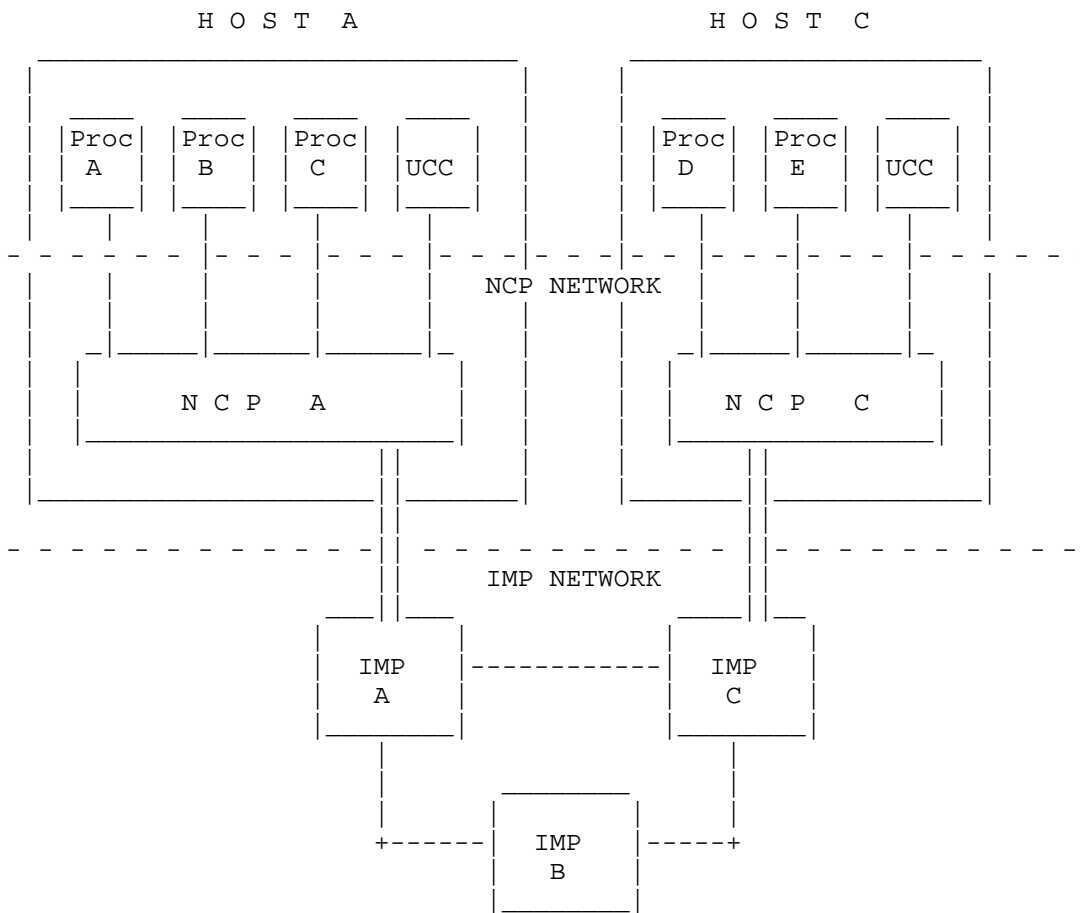 H O S T   A                    H O S T   C
Proc Proc Proc Proc Proc
A B C UCC D E UCC
NCP NETWORK
N C P   A N C P   C
IMP NETWORK
IMP IMP
A C
IMP
B